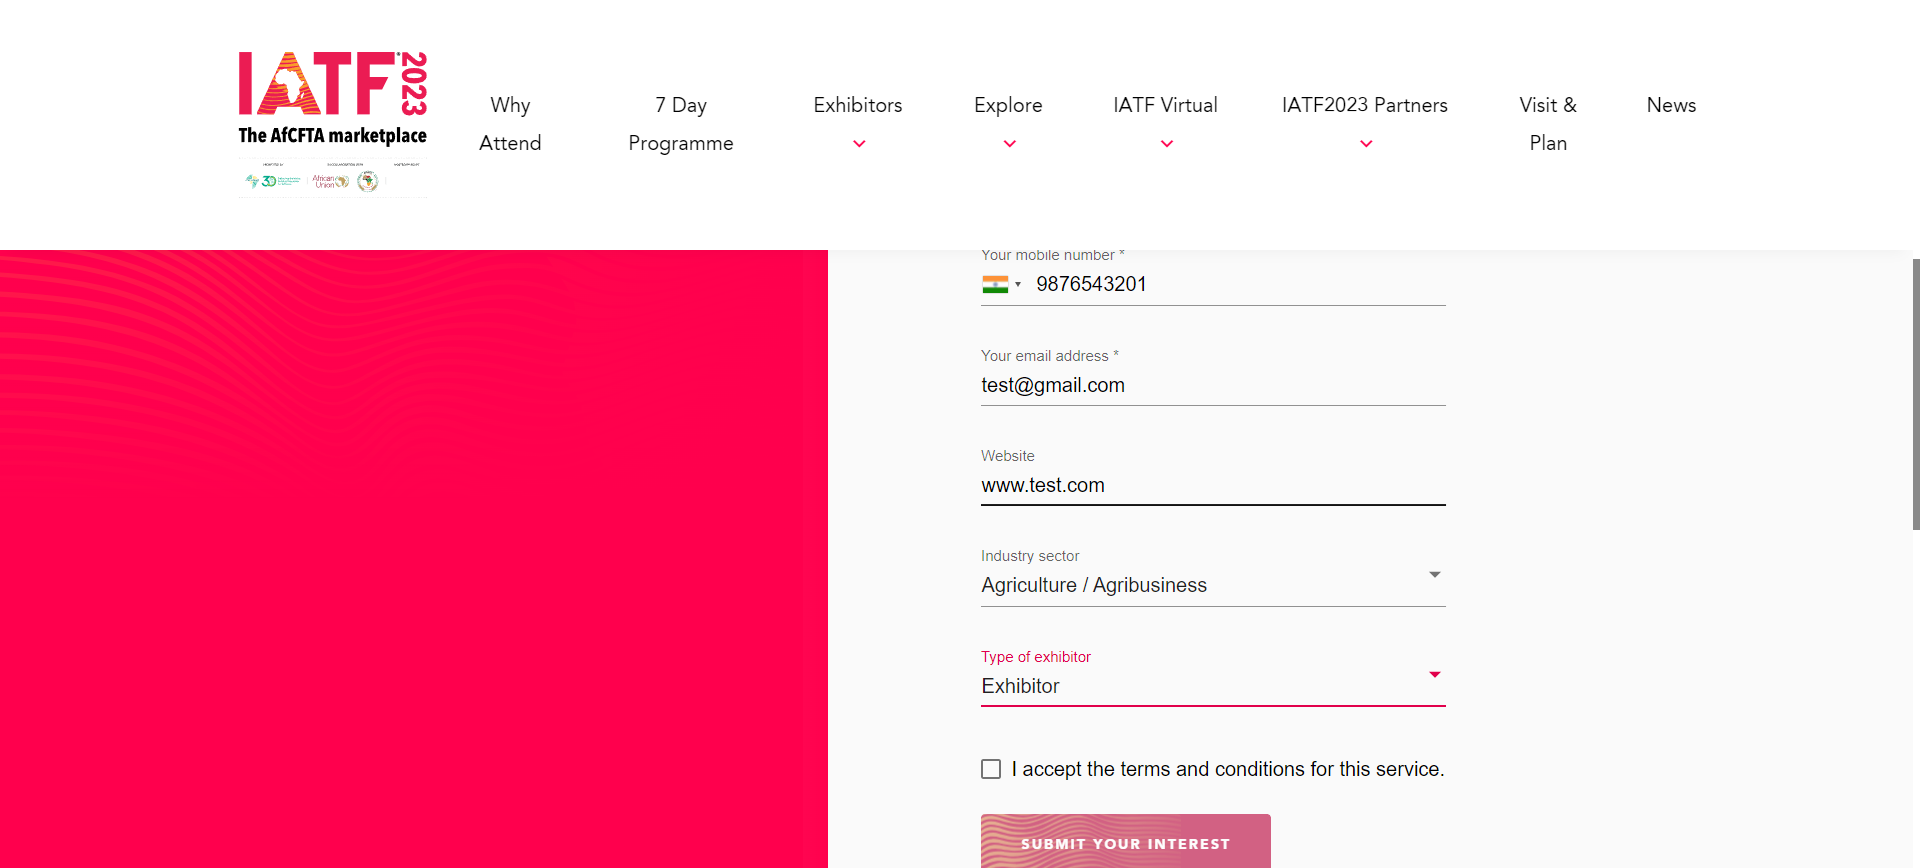 IATF 2023
The AfCFTA marketplace
African Union
Why Attend
7 Day Programme
Exhibitors
Explore
IATF Virtual
IATF2023 Partners
Visit & Plan
News
Your mobile number *
9876543201
Your email address *
test@gmail.com
Website
www.test.com
Industry sector
Agriculture / Agribusiness
Type of exhibitor
Exhibitor
I accept the terms and conditions for this service.
SUBMIT YOUR INTEREST